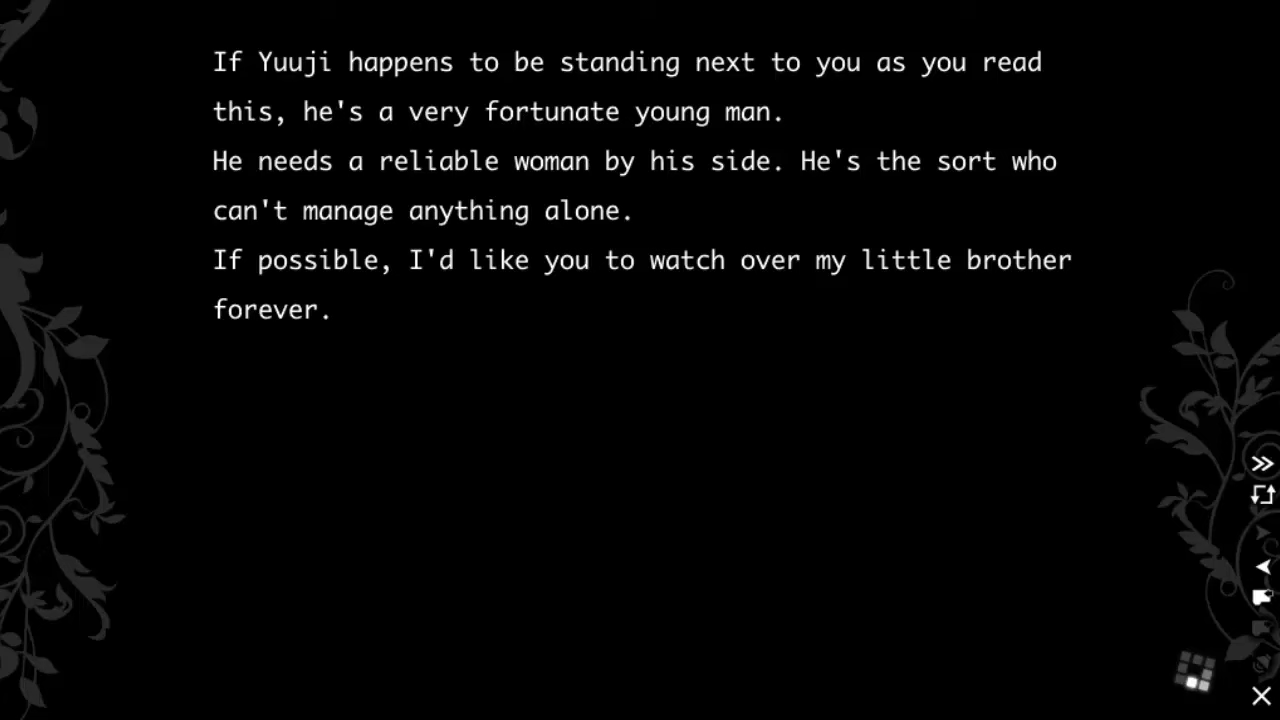 If Yuuji happens to be standing next to you as you read
this, he's a very fortunate young man.
He needs a reliable woman by his side. He's the sort who
can't manage anything alone.
If possible, I'd like you to watch over my little brother
forever.